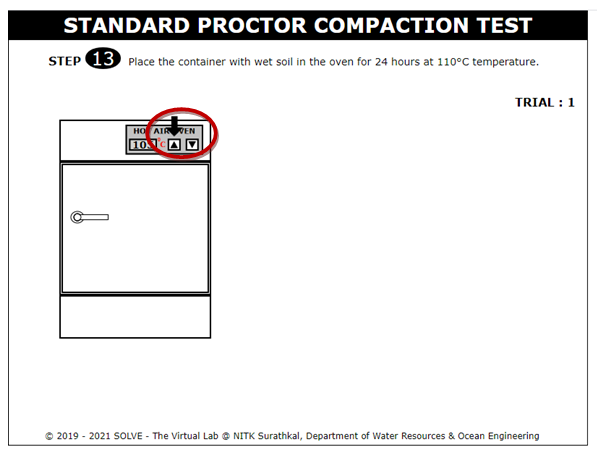 STANDARD PROCTOR COMPACTION TEST
STEP 13 Place the container with wet soil in the oven for 24 hours at 110°C temperature.
TRIAL : 1
HOT AIR OVEN
°C
© 2019 - 2021 SOLVE - The Virtual Lab @ NITK Surathkal, Department of Water Resources & Ocean Engineering